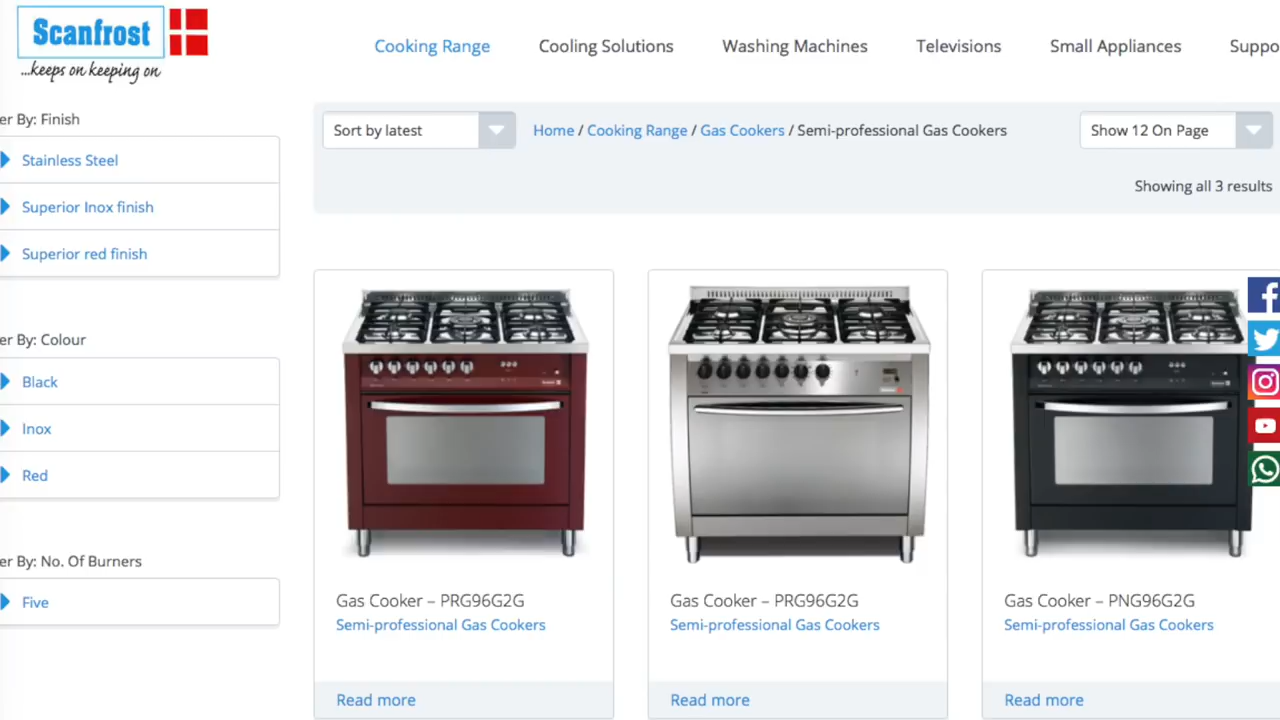 Scanfrost
...keeps on keeping on
Cooking Range
Cooling Solutions
Washing Machines
Televisions
Small Appliances
Suppo
er By: Finish
Stainless Steel
Superior Inox finish
Superior red finish
er By: Colour
Black
Inox
Red
er By: No. Of Burners
Five
Sort by latest
Home / Cooking Range / Gas Cookers / Semi-professional Gas Cookers
Show 12 On Page
Showing all 3 results
Gas Cooker – PRG96G2G
Semi-professional Gas Cookers
Read more
Gas Cooker – PRG96G2G
Semi-professional Gas Cookers
Read more
Gas Cooker – PNG96G2G
Semi-professional Gas Cookers
Read more